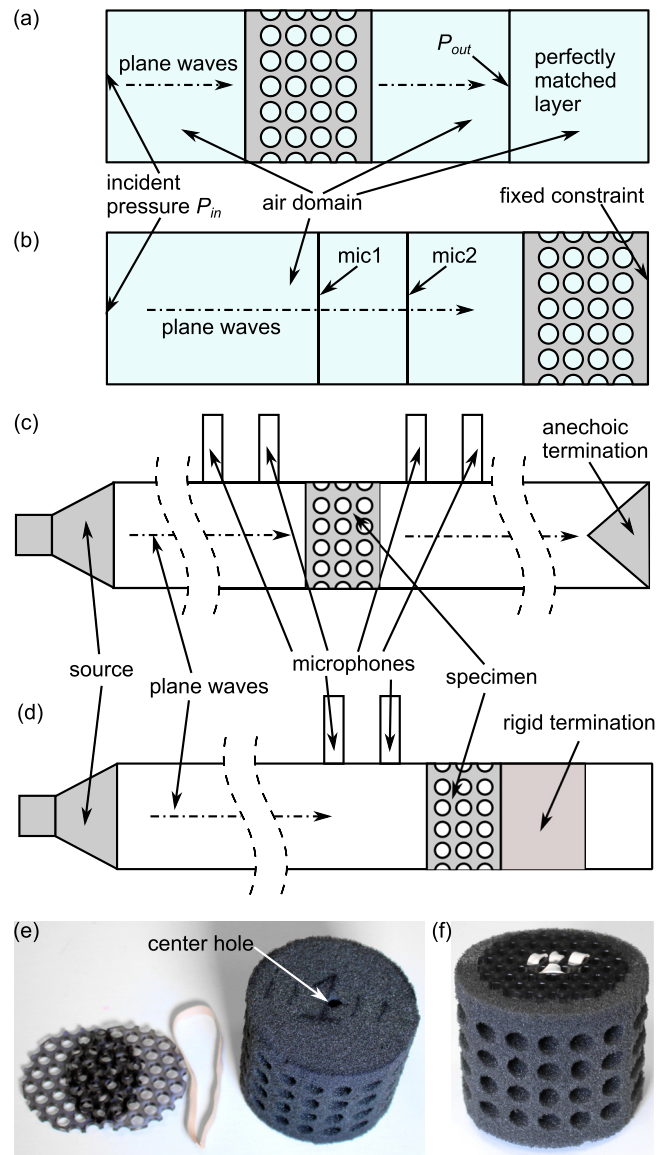 (a)
plane waves
P_out
perfectly
matched
layer
incident
pressure P_in
air domain
fixed constraint
(b)
mic1
mic2
plane waves
(c)
anechoic
termination
source
plane waves
microphones
specimen
(d)
rigid termination
(e)
center hole
(f)